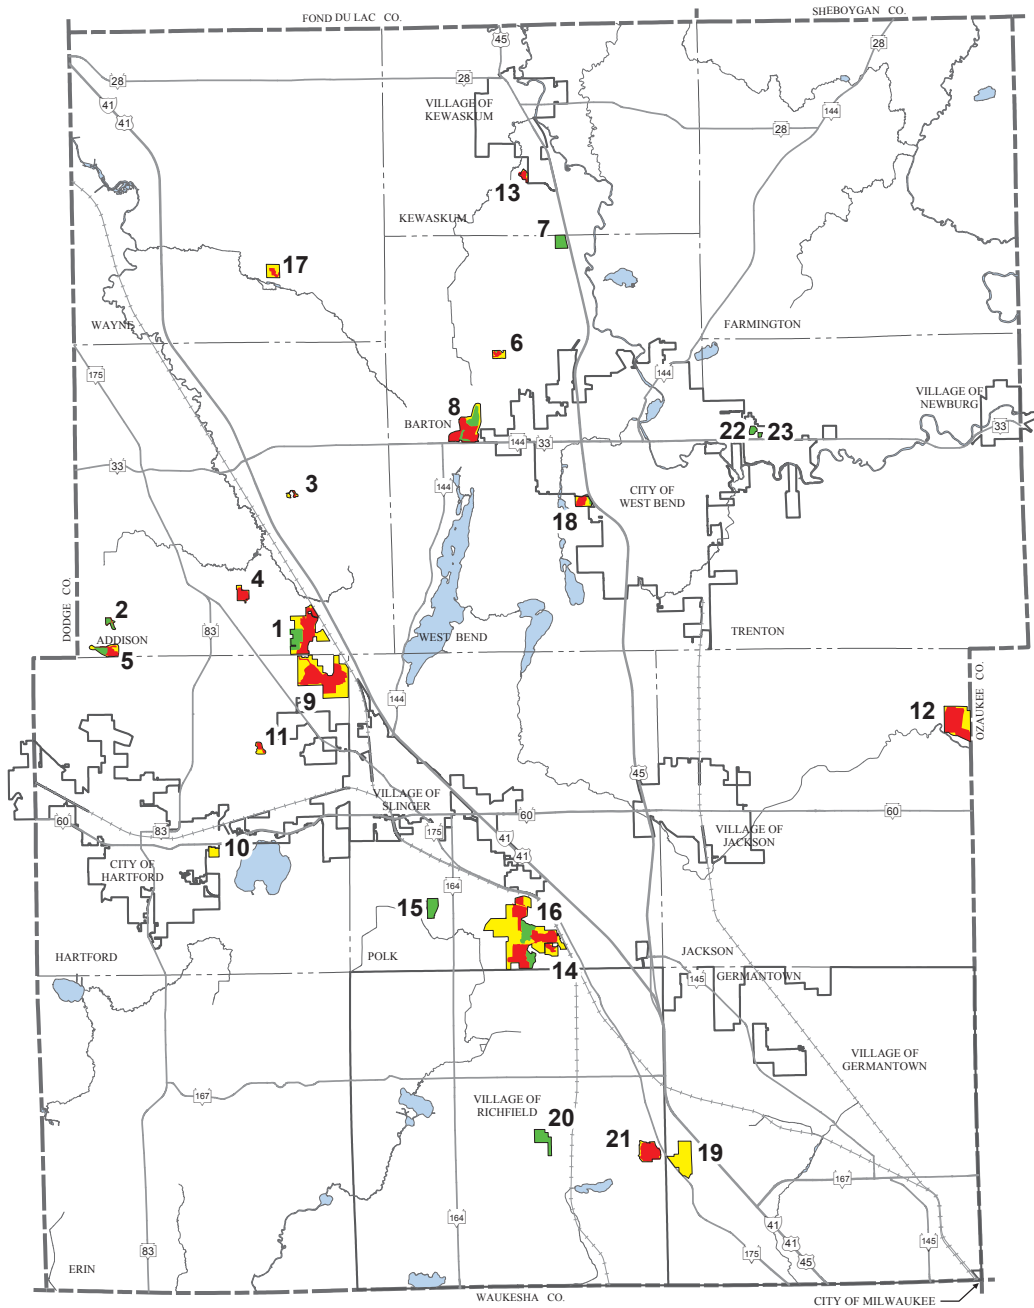 FOND DU LAC CO.
SHEBOYGAN CO.
45
28
28
28
41
41
VILLAGE OF
KEWASKUM
144
28
13
KEWASKUM
7
17
WAYNE
FARMINGTON
6
175
144
VILLAGE OF
NEWBURG
8
BARTON
22
23
33
144
33
33
3
144
CITY OF
WEST BEND
18
4
DODGE CO.
2
ADDISON
83
1
WEST BEND
TRENTON
5
9
144
12
OZAUKEE CO.
11
45
VILLAGE OF
SLINGER
60
83
175
60
60
41
41
VILLAGE OF
JACKSON
10
CITY OF
HARTFORD
164
15
16
HARTFORD
POLK
14
JACKSON
GERMANTOWN
145
VILLAGE OF
GERMANTOWN
167
VILLAGE OF
RICHFIELD
20
21
19
167
164
41
41
45
175
145
83
ERIN
WAUKESHA CO.
CITY OF MILWAUKEE